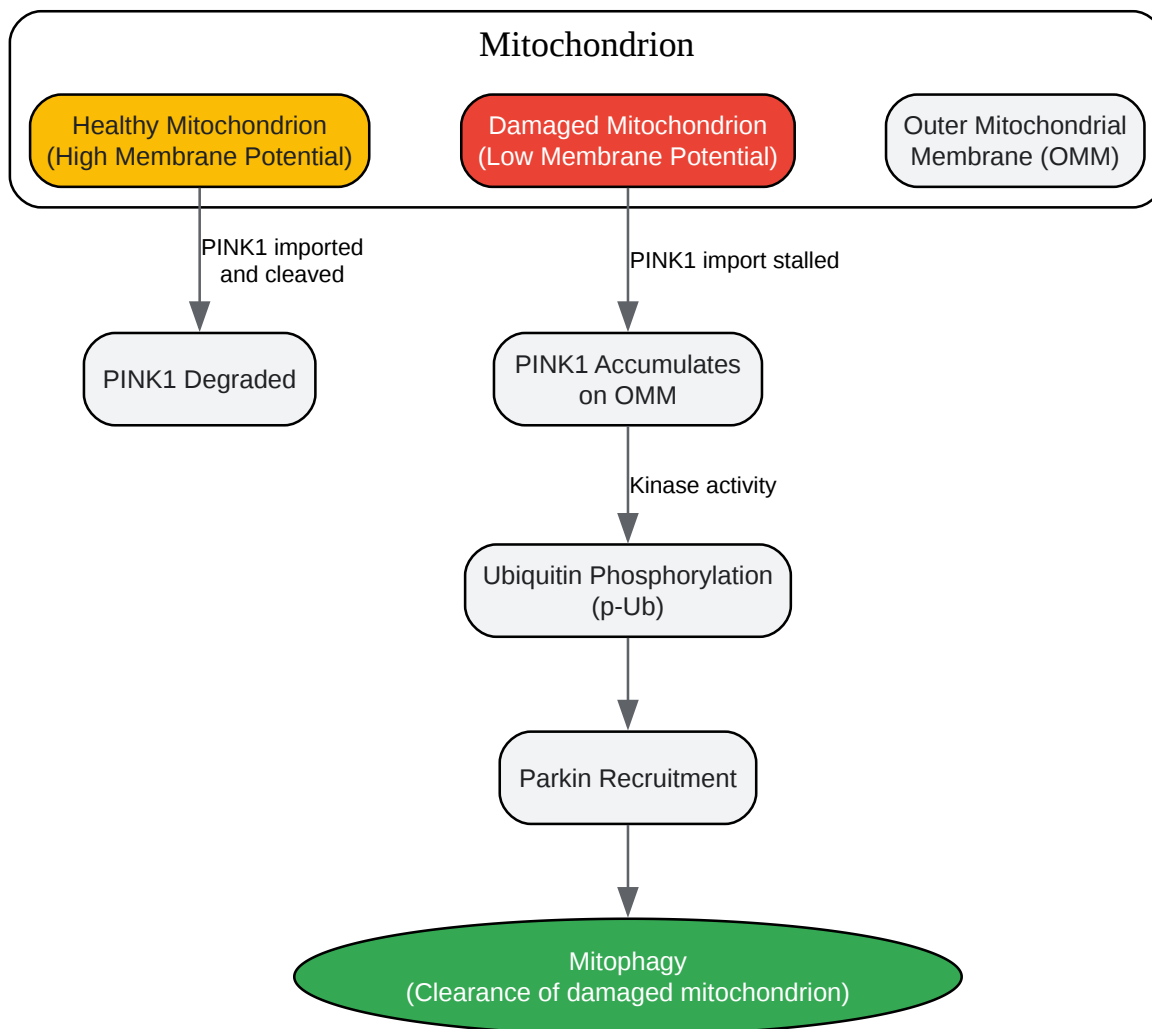 Mitochondrion
Healthy Mitochondrion
(High Membrane Potential)
Damaged Mitochondrion
(Low Membrane Potential)
Outer Mitochondrial
Membrane (OMM)
PINK1 imported
and cleaved
PINK1 import stalled
PINK1 Degraded
PINK1 Accumulates
on OMM
Kinase activity
Ubiquitin Phosphorylation
(p-Ub)
Parkin Recruitment
Mitophagy
(Clearance of damaged mitochondrion)